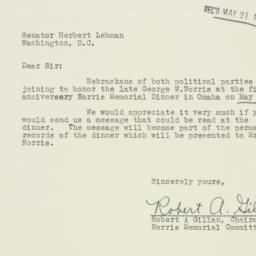 REC'D MAY 21
Senator Herbert Lehman
Washington, D.C.
Dear Sir:
Nebraskans of both political parties
joining to honor the late George W.Norris at the fi
anniversary Norris Memorial Dinner in Omaha on May
We would appreciate it very much if y
would send us a message that could be read at the
dinner. The message will become part of the perma
records of the dinner which will be presented to Mr
Norris.
Sincerely yours,
Robert A. Gil
Robert A Gillan, Chairm
Norris Memorial Committ